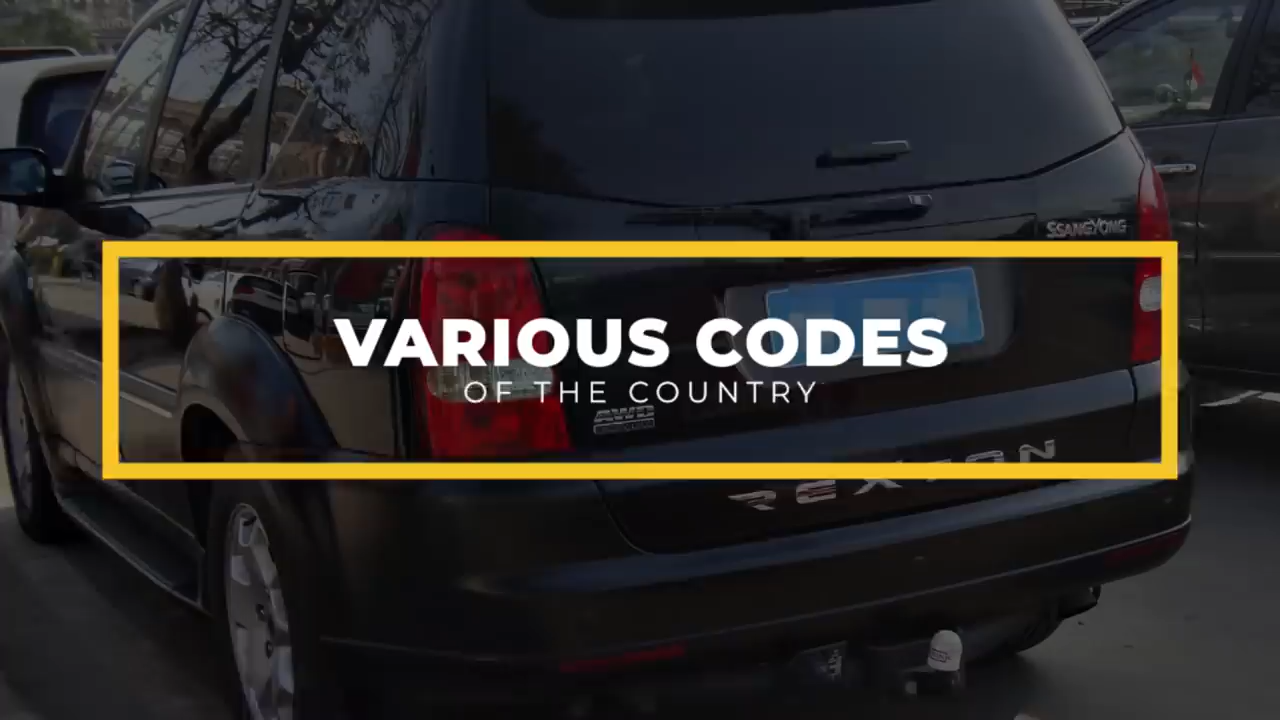 SSANGYONG
VARIOUS CODES
OF THE COUNTRY
AWD
REXTON